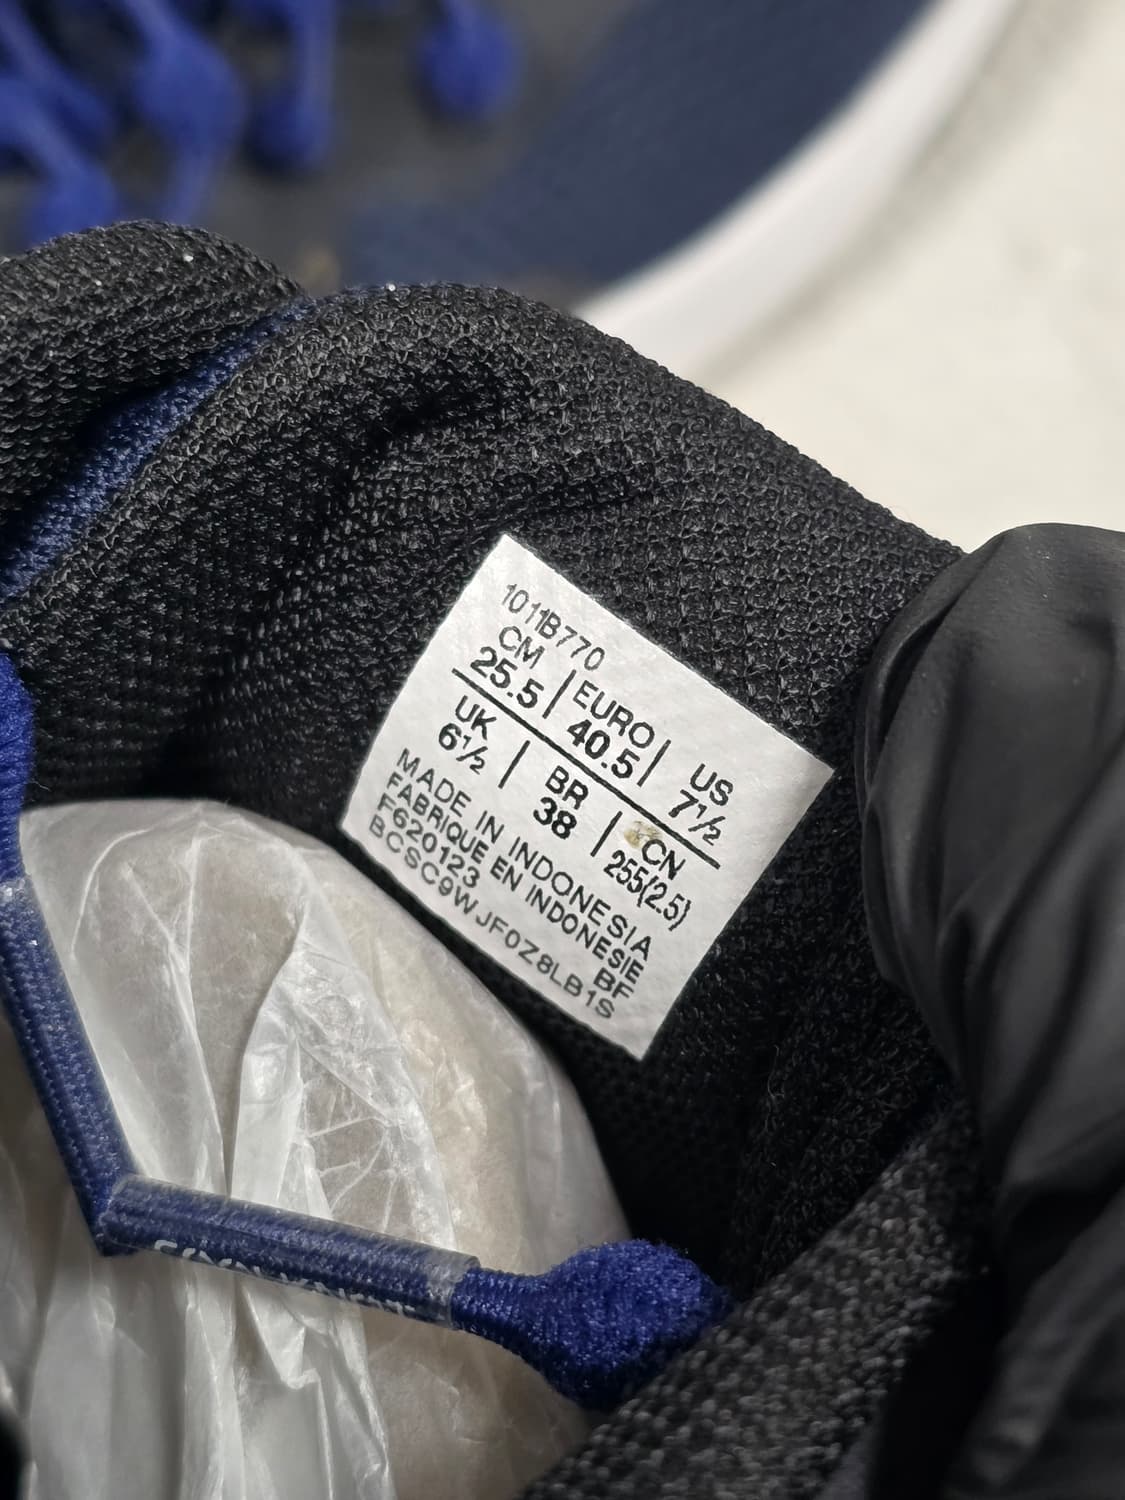 1011B770
CM EURO US
25.5 40.5 7½
UK BR CN
6½ 38 255(2.5)
MADE IN INDONESIA
FABRIQUE EN INDONESIE
F620123 BF
BCSC9WJF0Z8LB1S